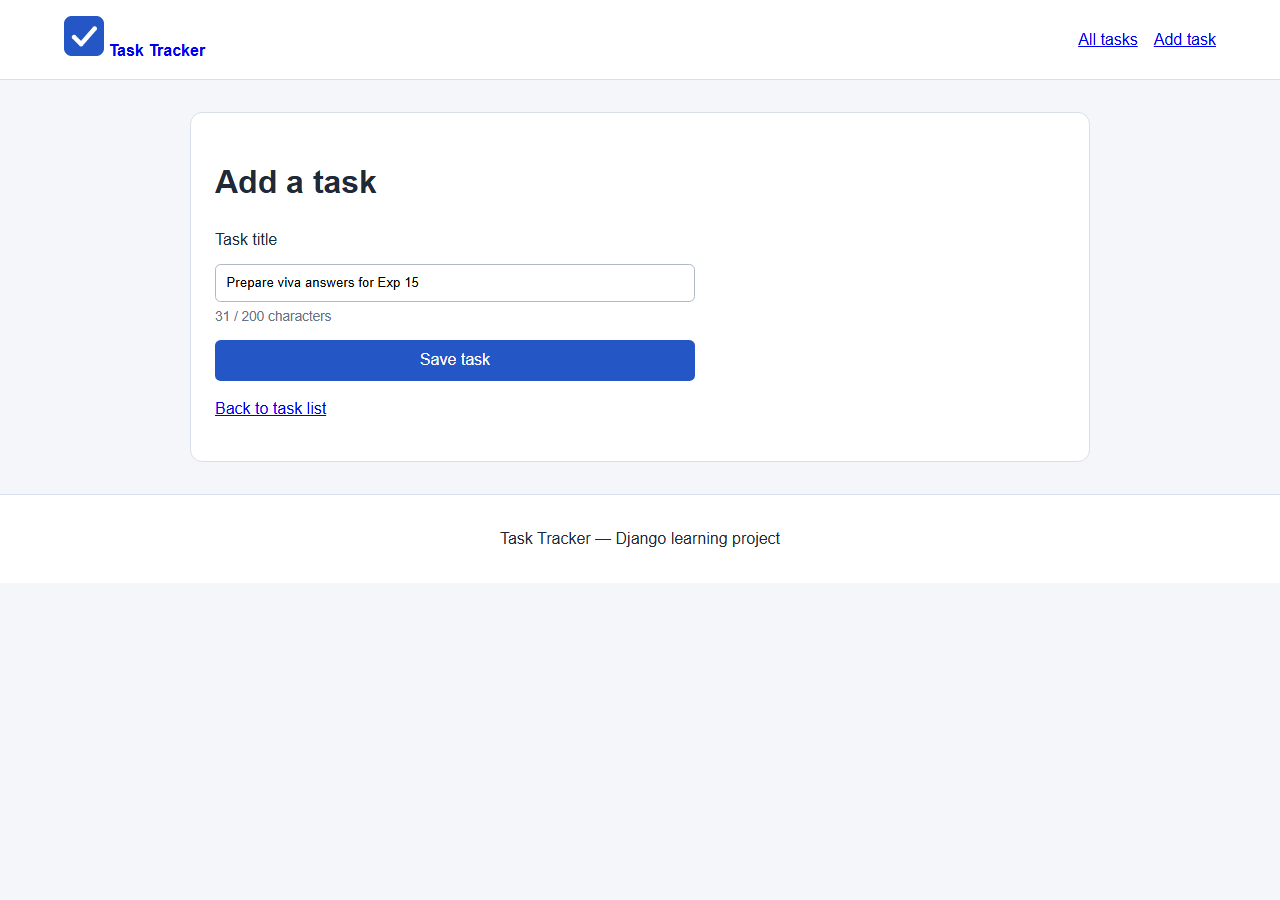 Task Tracker
All tasks Add task
Add a task
Task title
Prepare viva answers for Exp 15
31 / 200 characters
Save task
Back to task list
Task Tracker — Django learning project